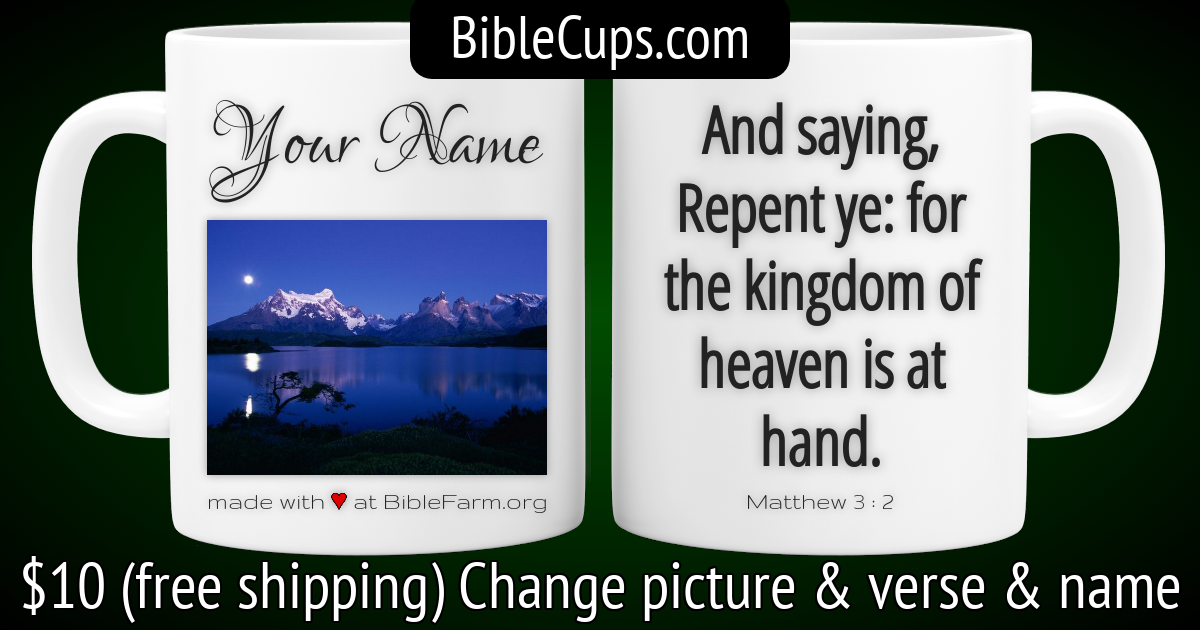 BibleCups.com
Your Name
made with ♥ at BibleFarm.org
And saying,
Repent ye: for
the kingdom of
heaven is at
hand.
Matthew 3 : 2
$10 (free shipping) Change picture & verse & name